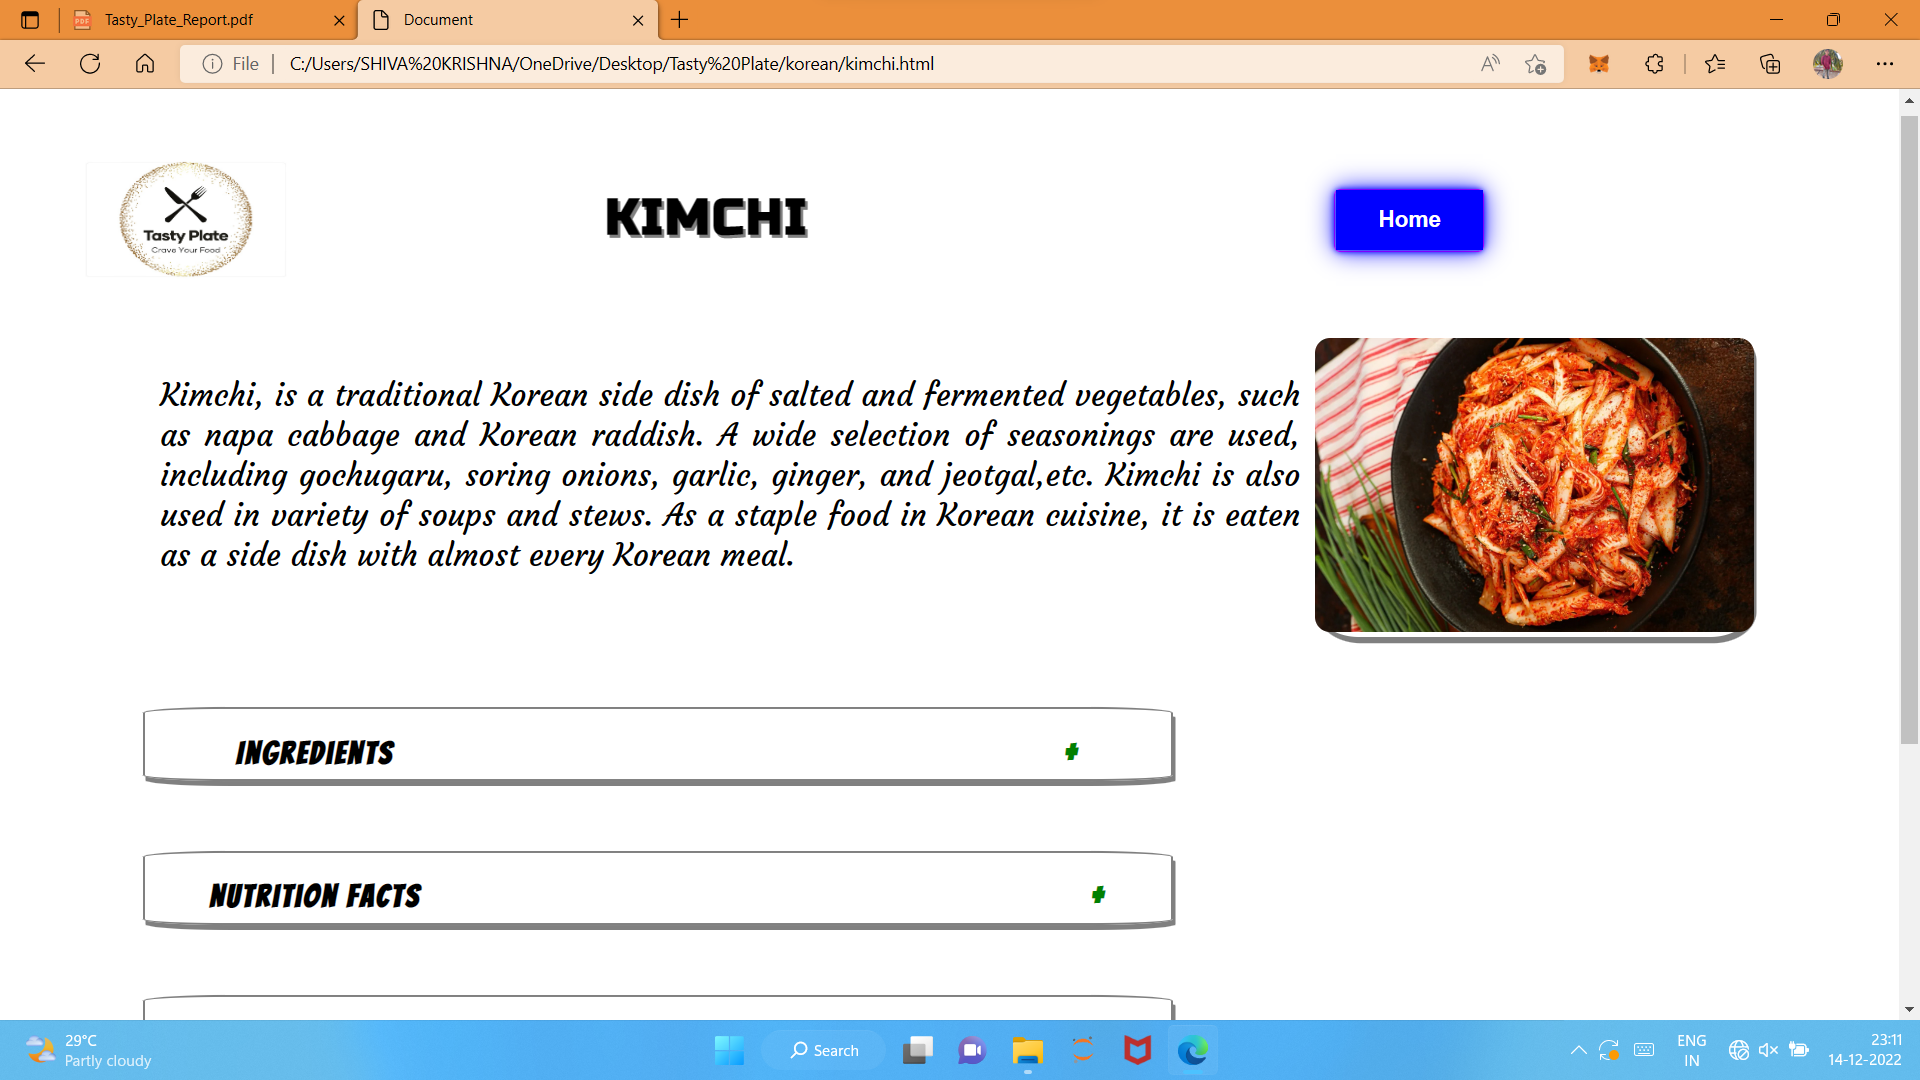 Tasty_Plate_Report.pdf
Document
File
C:/Users/SHIVA%20KRISHNA/OneDrive/Desktop/Tasty%20Plate/korean/kimchi.html
Tasty Plate
Crave Your Food
KIMCHI
Home
Kimchi, is a traditional Korean side dish of salted and fermented vegetables, such
as napa cabbage and Korean raddish. A wide selection of seasonings are used,
including gochugaru, soring onions, garlic, ginger, and jeotgal,etc. Kimchi is also
used in variety of soups and stews. As a staple food in Korean cuisine, it is eaten
as a side dish with almost every Korean meal.
INGREDIENTS +
NUTRITION FACTS +
29°C
Partly cloudy
Search
ENG
IN
23:11
14-12-2022